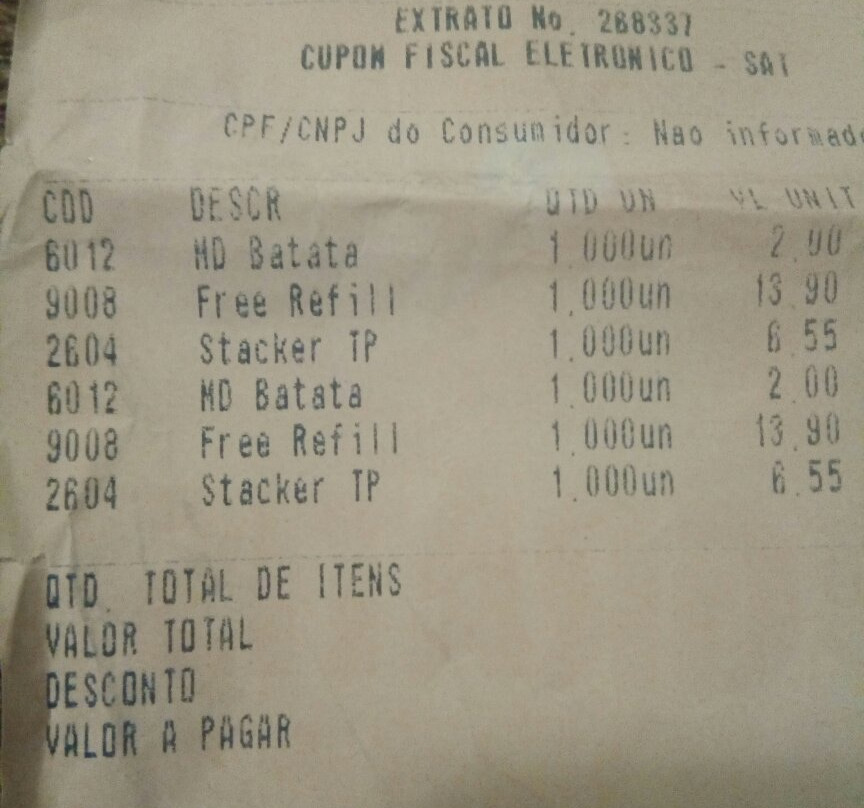 EXTRATO No. 268337
CUPOM FISCAL ELETRONICO - SAT
CPF/CNPJ do Consumidor: Nao informado
COD DESCR QTD UN VL UNIT
6012 MD Batata 1.000un 2.00
9008 Free Refill 1.000un 13.90
2604 Stacker TP 1.000un 6.55
6012 MD Batata 1.000un 2.00
9008 Free Refill 1.000un 13.90
2604 Stacker TP 1.000un 6.55
QTD. TOTAL DE ITENS
VALOR TOTAL
DESCONTO
VALOR A PAGAR